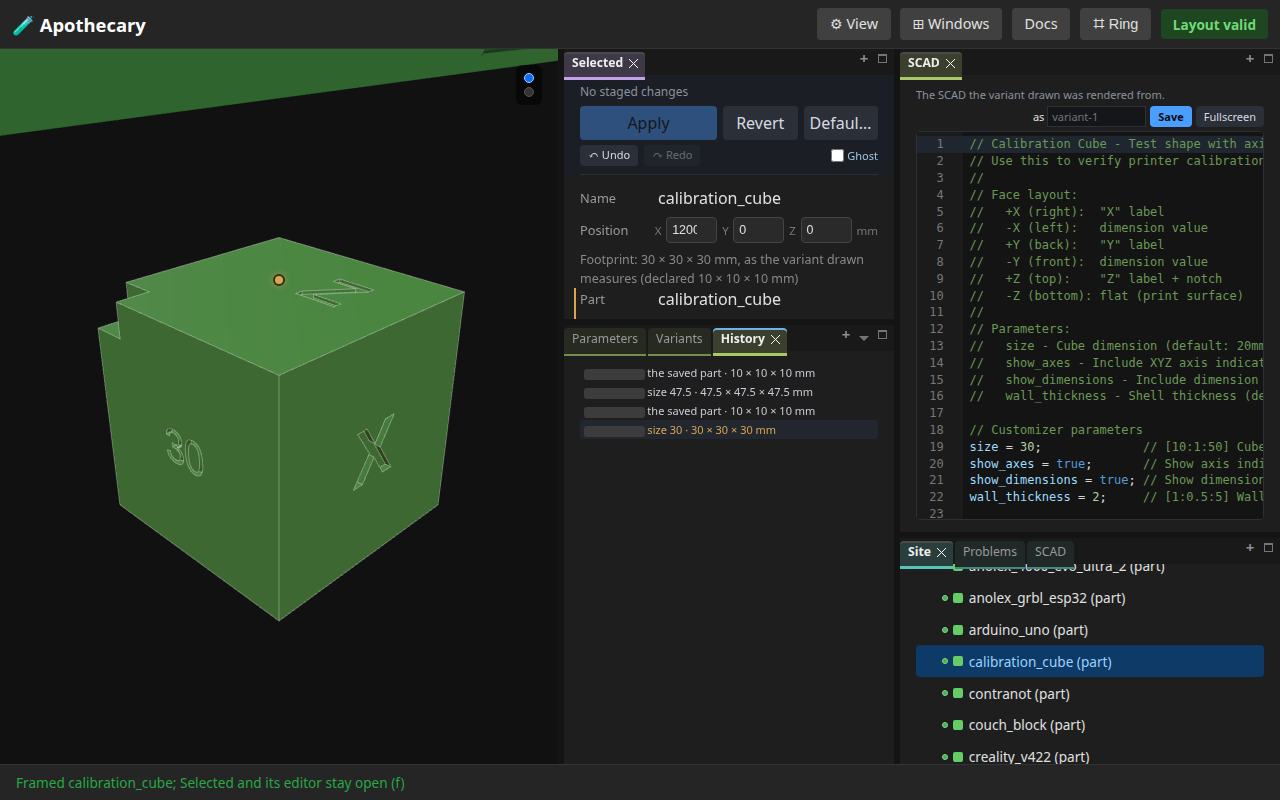 🧪 Apothecary
⚙ View
⊞ Windows
Docs
⌗ Ring
Layout valid
Selected
No staged changes
Apply
Revert
Defaul...
↶ Undo
↷ Redo
Ghost
Name calibration_cube
Position X 1200 Y 0 Z 0 mm
Footprint: 30 × 30 × 30 mm, as the variant drawn
measures (declared 10 × 10 × 10 mm)
Part calibration_cube
Parameters
Variants
History
the saved part · 10 × 10 × 10 mm
size 47.5 · 47.5 × 47.5 × 47.5 mm
the saved part · 10 × 10 × 10 mm
size 30 · 30 × 30 × 30 mm
SCAD
The SCAD the variant drawn was rendered from.
as variant-1 Save Fullscreen
1 // Calibration Cube - Test shape with axi
2 // Use this to verify printer calibration
3 //
4 // Face layout:
5 //   +X (right):  "X" label
6 //   -X (left):   dimension value
7 //   +Y (back):   "Y" label
8 //   -Y (front):  dimension value
9 //   +Z (top):    "Z" label + notch
10 //   -Z (bottom): flat (print surface)
11 //
12 // Parameters:
13 //   size - Cube dimension (default: 20mm
14 //   show_axes - Include XYZ axis indicat
15 //   show_dimensions - Include dimension
16 //   wall_thickness - Shell thickness (de
17
18 // Customizer parameters
19 size = 30;              // [10:1:50] Cube
20 show_axes = true;       // Show axis indi
21 show_dimensions = true; // Show dimension
22 wall_thickness = 2;     // [1:0.5:5] Wall
23
Site
Problems
SCAD
anolex_4000_evo_ultra_2 (part)
anolex_grbl_esp32 (part)
arduino_uno (part)
calibration_cube (part)
contranot (part)
couch_block (part)
creality_v422 (part)
Z
30
X
Framed calibration_cube; Selected and its editor stay open (f)